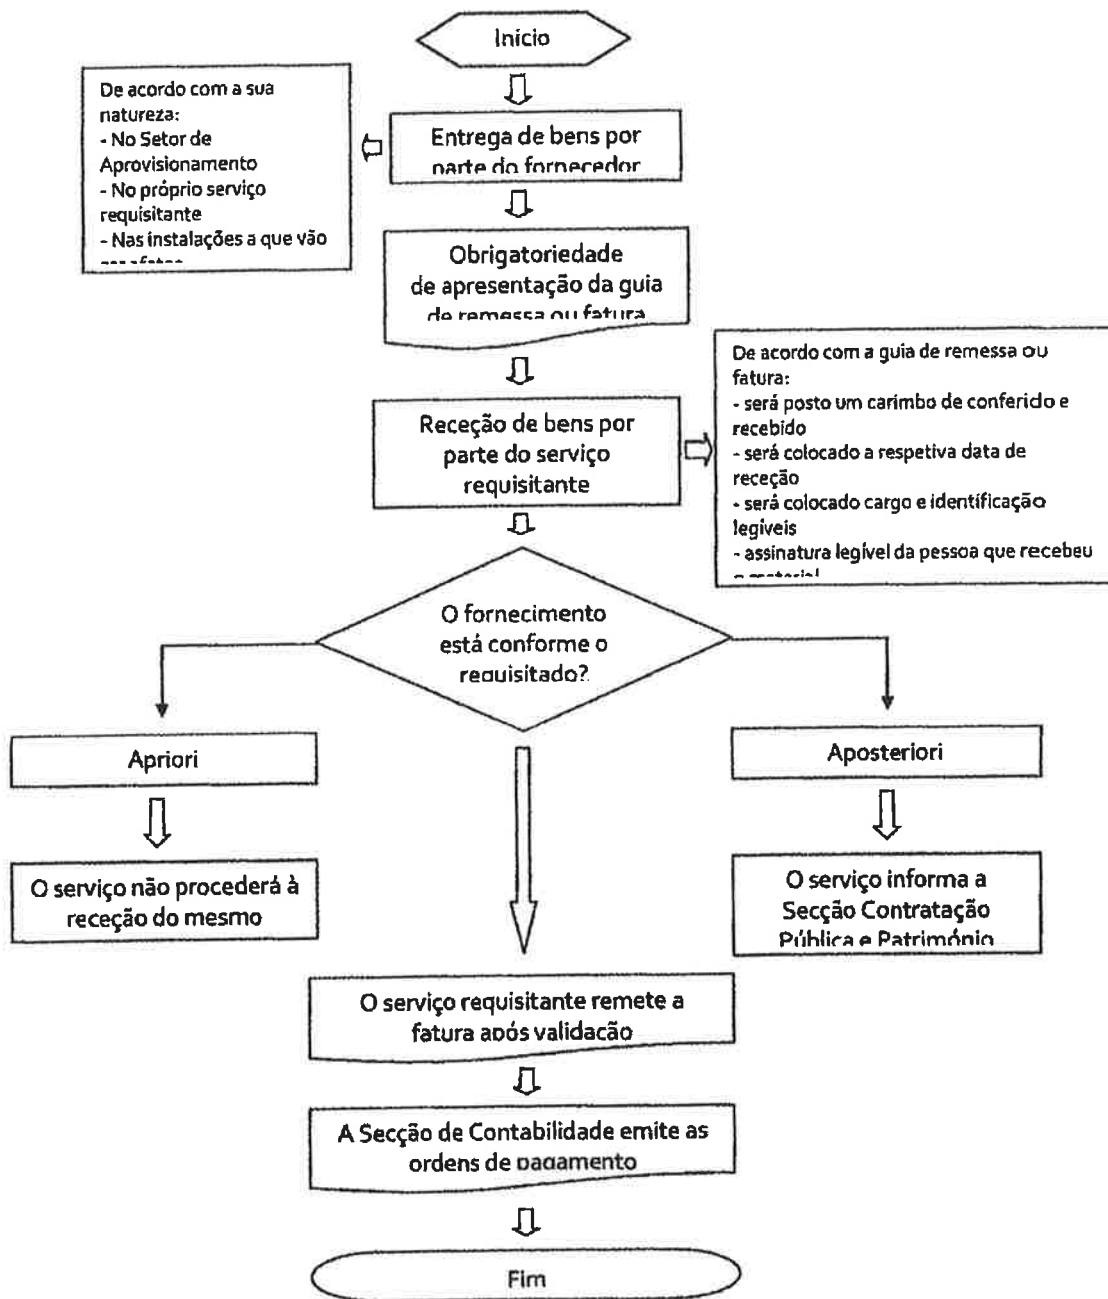 Início
De acordo com a sua
natureza:
- No Setor de
Aprovisionamento
- No próprio serviço
requisitante
- Nas instalações a que vão
Entrega de bens por
parte do fornecedor
Obrigatoriedade
de apresentação da guia
de remessa ou fatura
De acordo com a guia de remessa ou
fatura:
- será posto um carimbo de conferido e
recebido
- será colocado a respetiva data de
receção
- será colocado cargo e identificação
legíveis
- assinatura legível da pessoa que recebeu
o material
Receção de bens por
parte do serviço
requisitante
O fornecimento
está conforme o
requisitado?
Apriori
Aposteriori
O serviço não procederá à
receção do mesmo
O serviço informa a
Secção Contratação
Pública e Património
O serviço requisitante remete a
fatura após validação
A Secção de Contabilidade emite as
ordens de pagamento
Fim